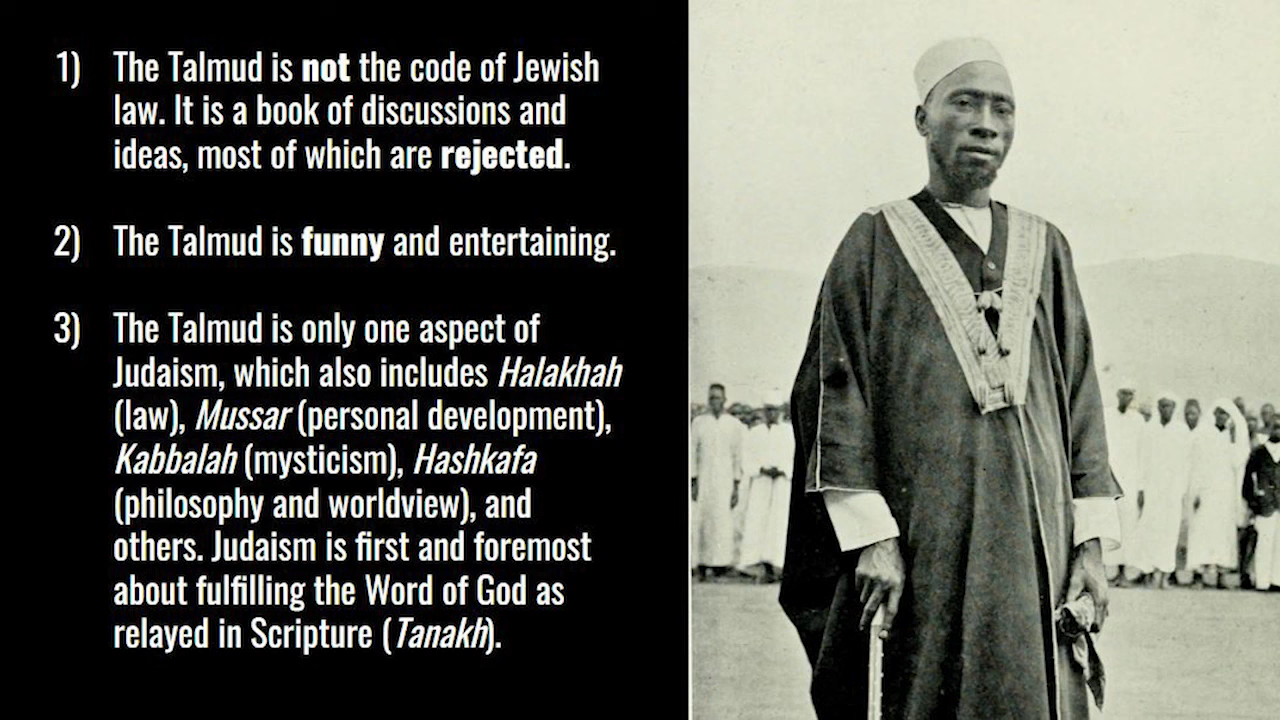 1) The Talmud is not the code of Jewish
law. It is a book of discussions and
ideas, most of which are rejected.
2) The Talmud is funny and entertaining.
3) The Talmud is only one aspect of
Judaism, which also includes Halakhah
(law), Mussar (personal development),
Kabbalah (mysticism), Hashkafa
(philosophy and worldview), and
others. Judaism is first and foremost
about fulfilling the Word of God as
relayed in Scripture (Tanakh).